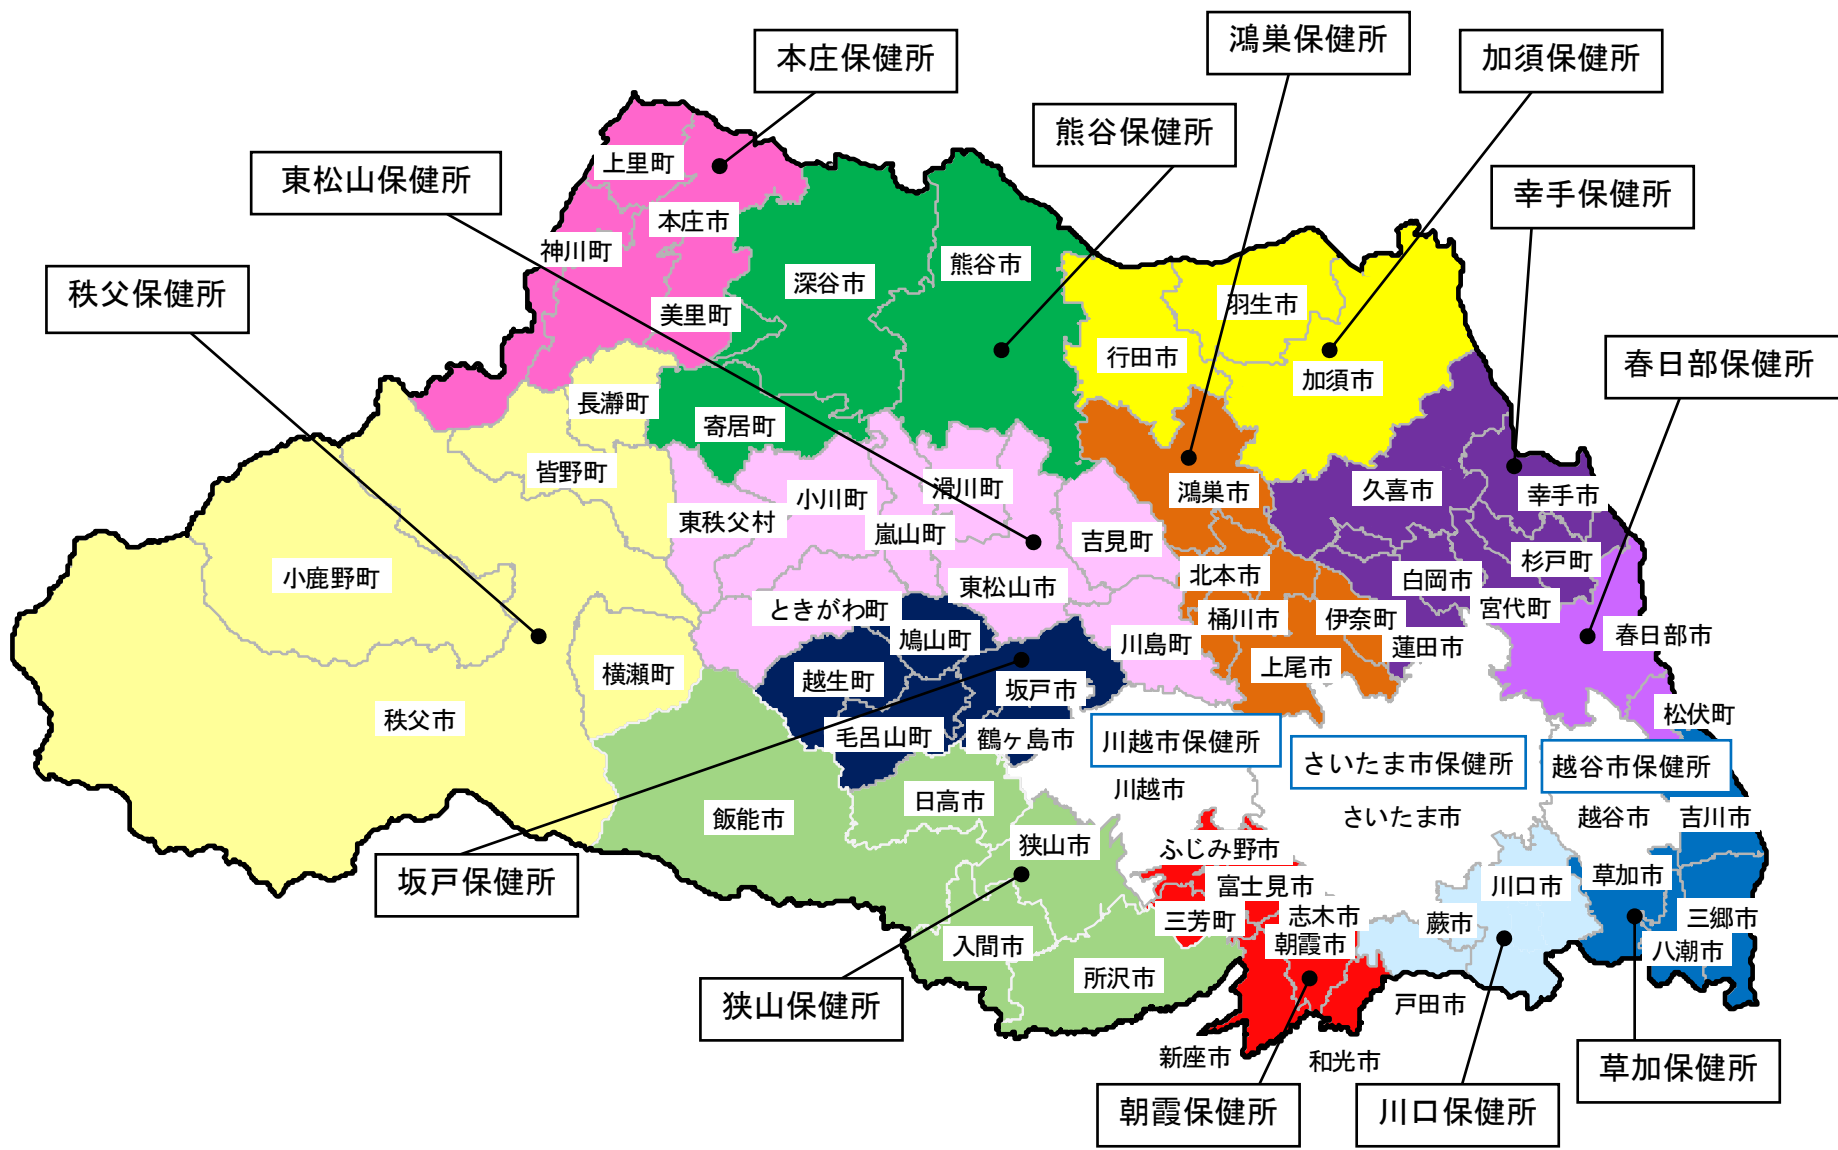 本庄保健所
鴻巣保健所
加須保健所
熊谷保健所
東松山保健所
幸手保健所
秩父保健所
春日部保健所
上里町
本庄市
神川町
美里町
深谷市
熊谷市
羽生市
行田市
加須市
長瀞町
寄居町
皆野町
小川町
滑川町
東秩父村
嵐山町
吉見町
鴻巣市
久喜市
幸手市
小鹿野町
ときがわ町
東松山市
北本市
白岡市
杉戸町
宮代町
桶川市
伊奈町
鳩山町
川島町
蓮田市
春日部市
横瀬町
越生町
坂戸市
上尾市
秩父市
毛呂山町
鶴ヶ島市
松伏町
川越市保健所
さいたま市保健所
越谷市保健所
飯能市
日高市
川越市
さいたま市
越谷市
吉川市
狭山市
ふじみ野市
富士見市
川口市
草加市
坂戸保健所
三芳町
志木市
蕨市
三郷市
入間市
朝霞市
八潮市
所沢市
狭山保健所
戸田市
新座市
和光市
草加保健所
朝霞保健所
川口保健所